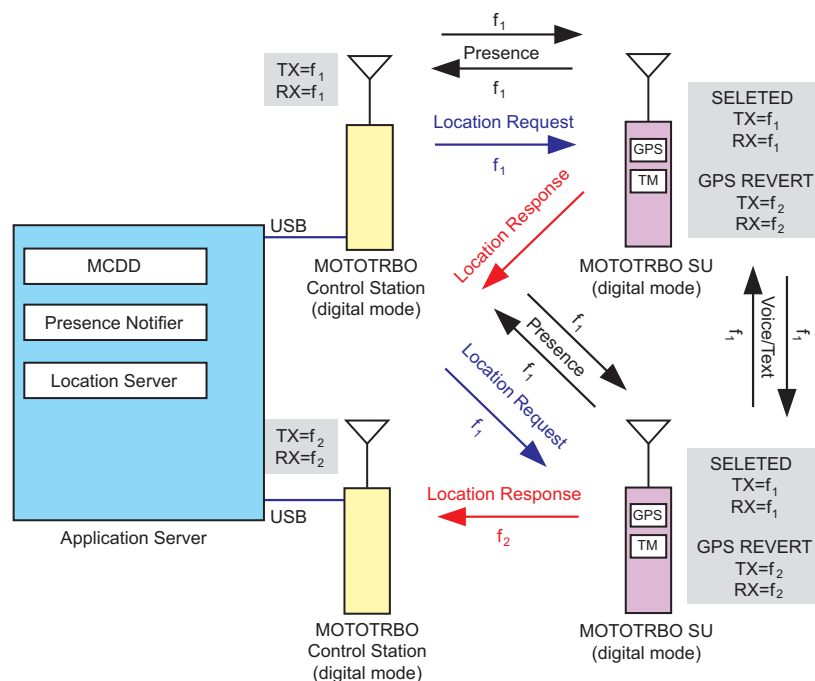 f₁
Presence
f₁
TX=f₁
RX=f₁
Location Request
f₁
GPS
TM
SELETED
TX=f₁
RX=f₁
GPS REVERT
TX=f₂
RX=f₂
Location Response
USB
MCDD
Presence Notifier
Location Server
MOTOTRBO
Control Station
(digital mode)
MOTOTRBO SU
(digital mode)
f₁
Presence
f₁
f₁
Voice/Text
f₁
Location Request
f₁
TX=f₂
RX=f₂
Location Response
f₂
GPS
TM
SELETED
TX=f₁
RX=f₁
GPS REVERT
TX=f₂
RX=f₂
USB
Application Server
MOTOTRBO
Control Station
(digital mode)
MOTOTRBO SU
(digital mode)